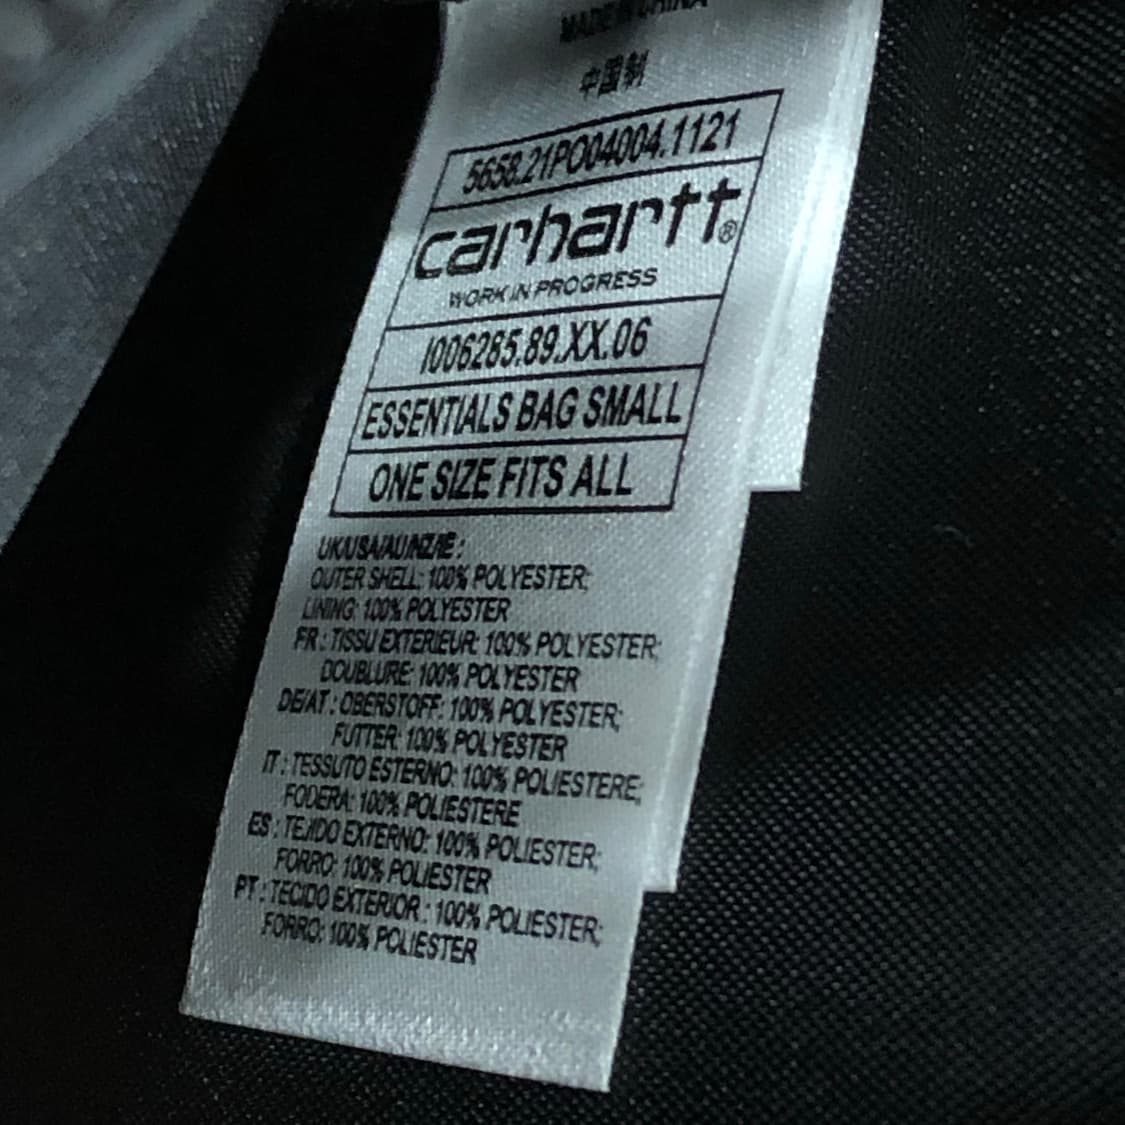 MADE IN CHINA
中国制
5658.21PO04004.1121
carhartt®
WORK IN PROGRESS
I006285.89.XX.06
ESSENTIALS BAG SMALL
ONE SIZE FITS ALL
UK/USA/AU/NZ/IE :
OUTER SHELL: 100% POLYESTER;
LINING: 100% POLYESTER
FR : TISSU EXTERIEUR: 100% POLYESTER;
DOUBLURE: 100% POLYESTER
DE/AT : OBERSTOFF: 100% POLYESTER;
FUTTER: 100% POLYESTER
IT : TESSUTO ESTERNO: 100% POLIESTERE;
FODERA: 100% POLIESTERE
ES : TEJIDO EXTERNO: 100% POLIESTER;
FORRO: 100% POLIESTER
PT : TECIDO EXTERIOR : 100% POLIESTER;
FORRO: 100% POLIESTER